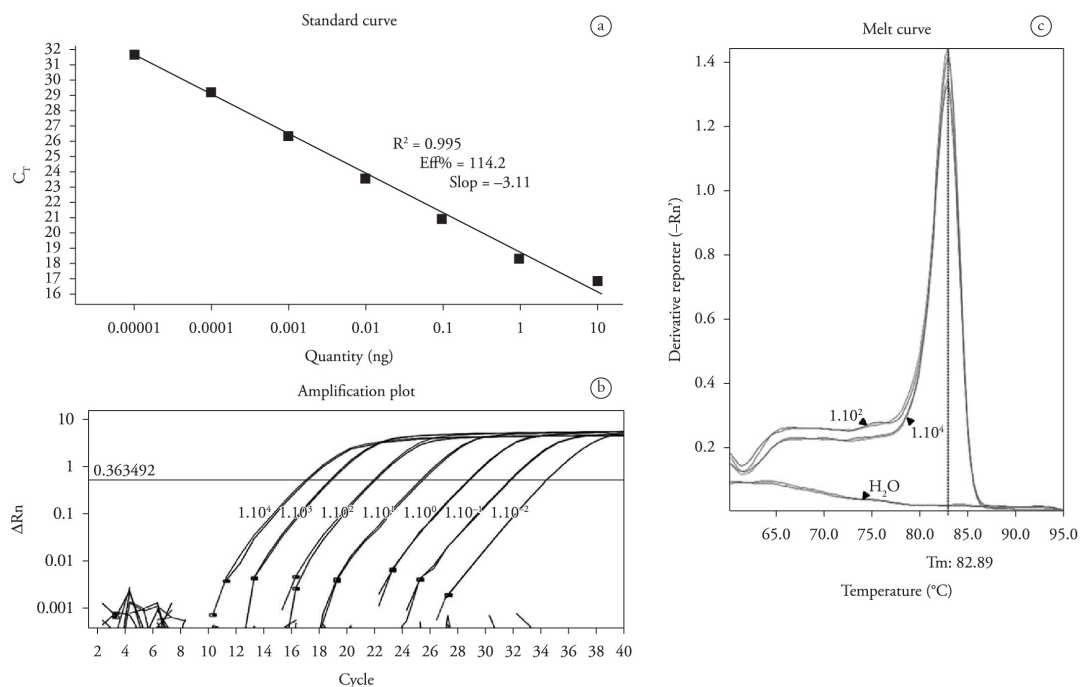 Standard curve
a
32
31
30
29
28
27
26
25
24
23
22
21
20
19
18
17
16
C_T
R² = 0.995
Eff% = 114.2
Slop = –3.11
0.00001 0.0001 0.001 0.01 0.1 1 10
Quantity (ng)
Amplification plot
b
10
1
0.1
0.01
0.001
ΔRn
0.363492
1.10⁴ 1.10³ 1.10² 1.10¹ 1.10⁰ 1.10⁻¹ 1.10⁻²
2 4 6 8 10 12 14 16 18 20 22 24 26 28 30 32 34 36 38 40
Cycle
Melt curve
c
1.4
1.2
1.0
0.8
0.6
0.4
0.2
Derivative reporter (–Rn')
1.10²
1.10⁴
H₂O
65.0 70.0 75.0 80.0 85.0 90.0 95.0
Tm: 82.89
Temperature (°C)